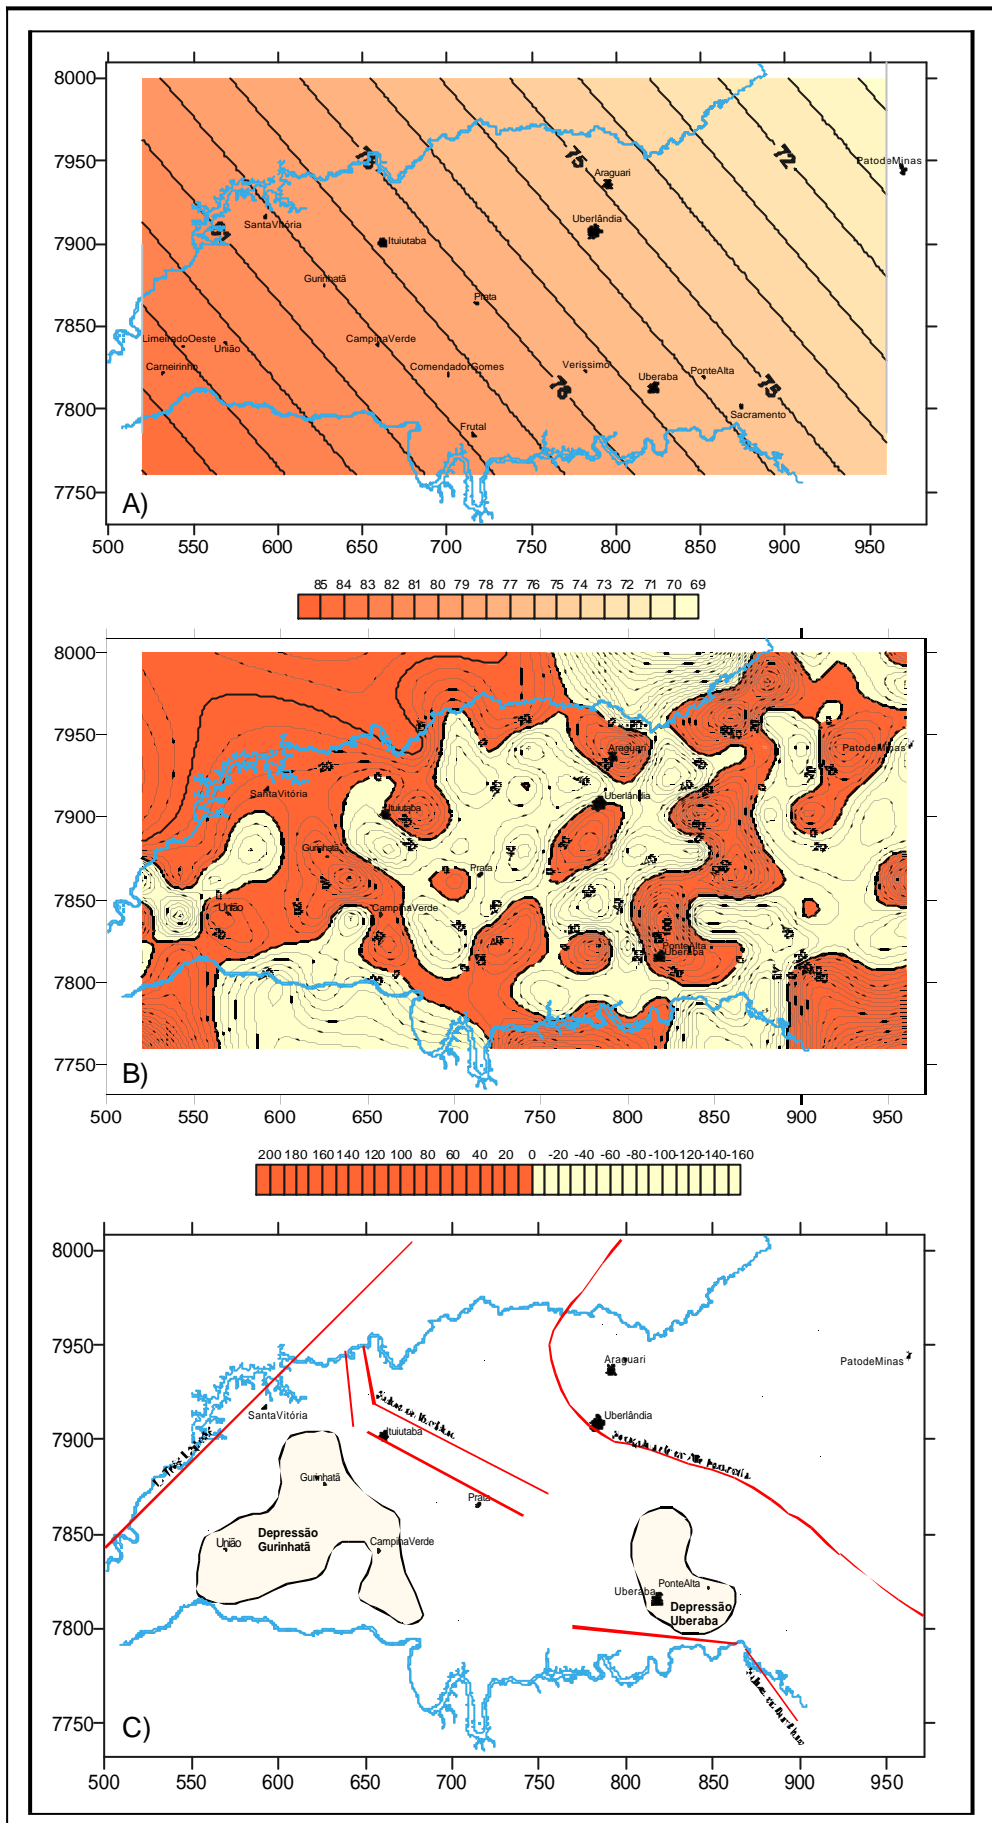 8000
7950
7900
7850
7800
7750
75
72
76
75
PatodeMinas
Araguari
Uberlândia
SantaVitória
Ituiutaba
Gurinhatã
Prata
LimeiradoOeste
União
CampinaVerde
Carneirinho
ComendadorGomes
Verissimo
Uberaba
PonteAlta
Sacramento
Frutal
A)
500 550 600 650 700 750 800 850 900 950
85 84 83 82 81 80 79 78 77 76 75 74 73 72 71 70 69
8000
7950
7900
7850
7800
7750
Araguari
PatodeMinas
SantaVitória
Uberlândia
Ituiutaba
Gurinhatã
Prata
União
CampinaVerde
100
PonteAlta
Uberaba
B)
500 550 600 650 700 750 800 850 900 950
200 180 160 140 120 100 80 60 40 20 0 -20 -40 -60 -80 -100 -120 -140 -160
8000
7950
7900
7850
7800
7750
Araguari
PatodeMinas
SantaVitória
Uberlândia
Ituiutaba
Gurinhatã
Prata
União
Depressão
Gurinhatã
CampinaVerde
PonteAlta
Uberaba
Depressão
Uberaba
C)
500 550 600 650 700 750 800 850 900 950